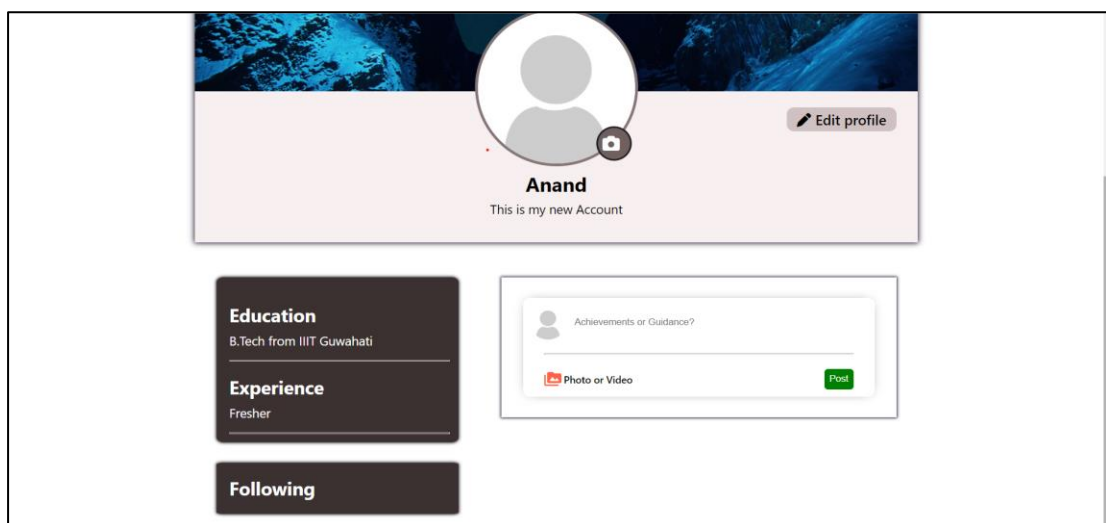 Edit profile
Anand
This is my new Account
Education
B.Tech from IIIT Guwahati
Experience
Fresher
Following
Achievements or Guidance?
Photo or Video
Post